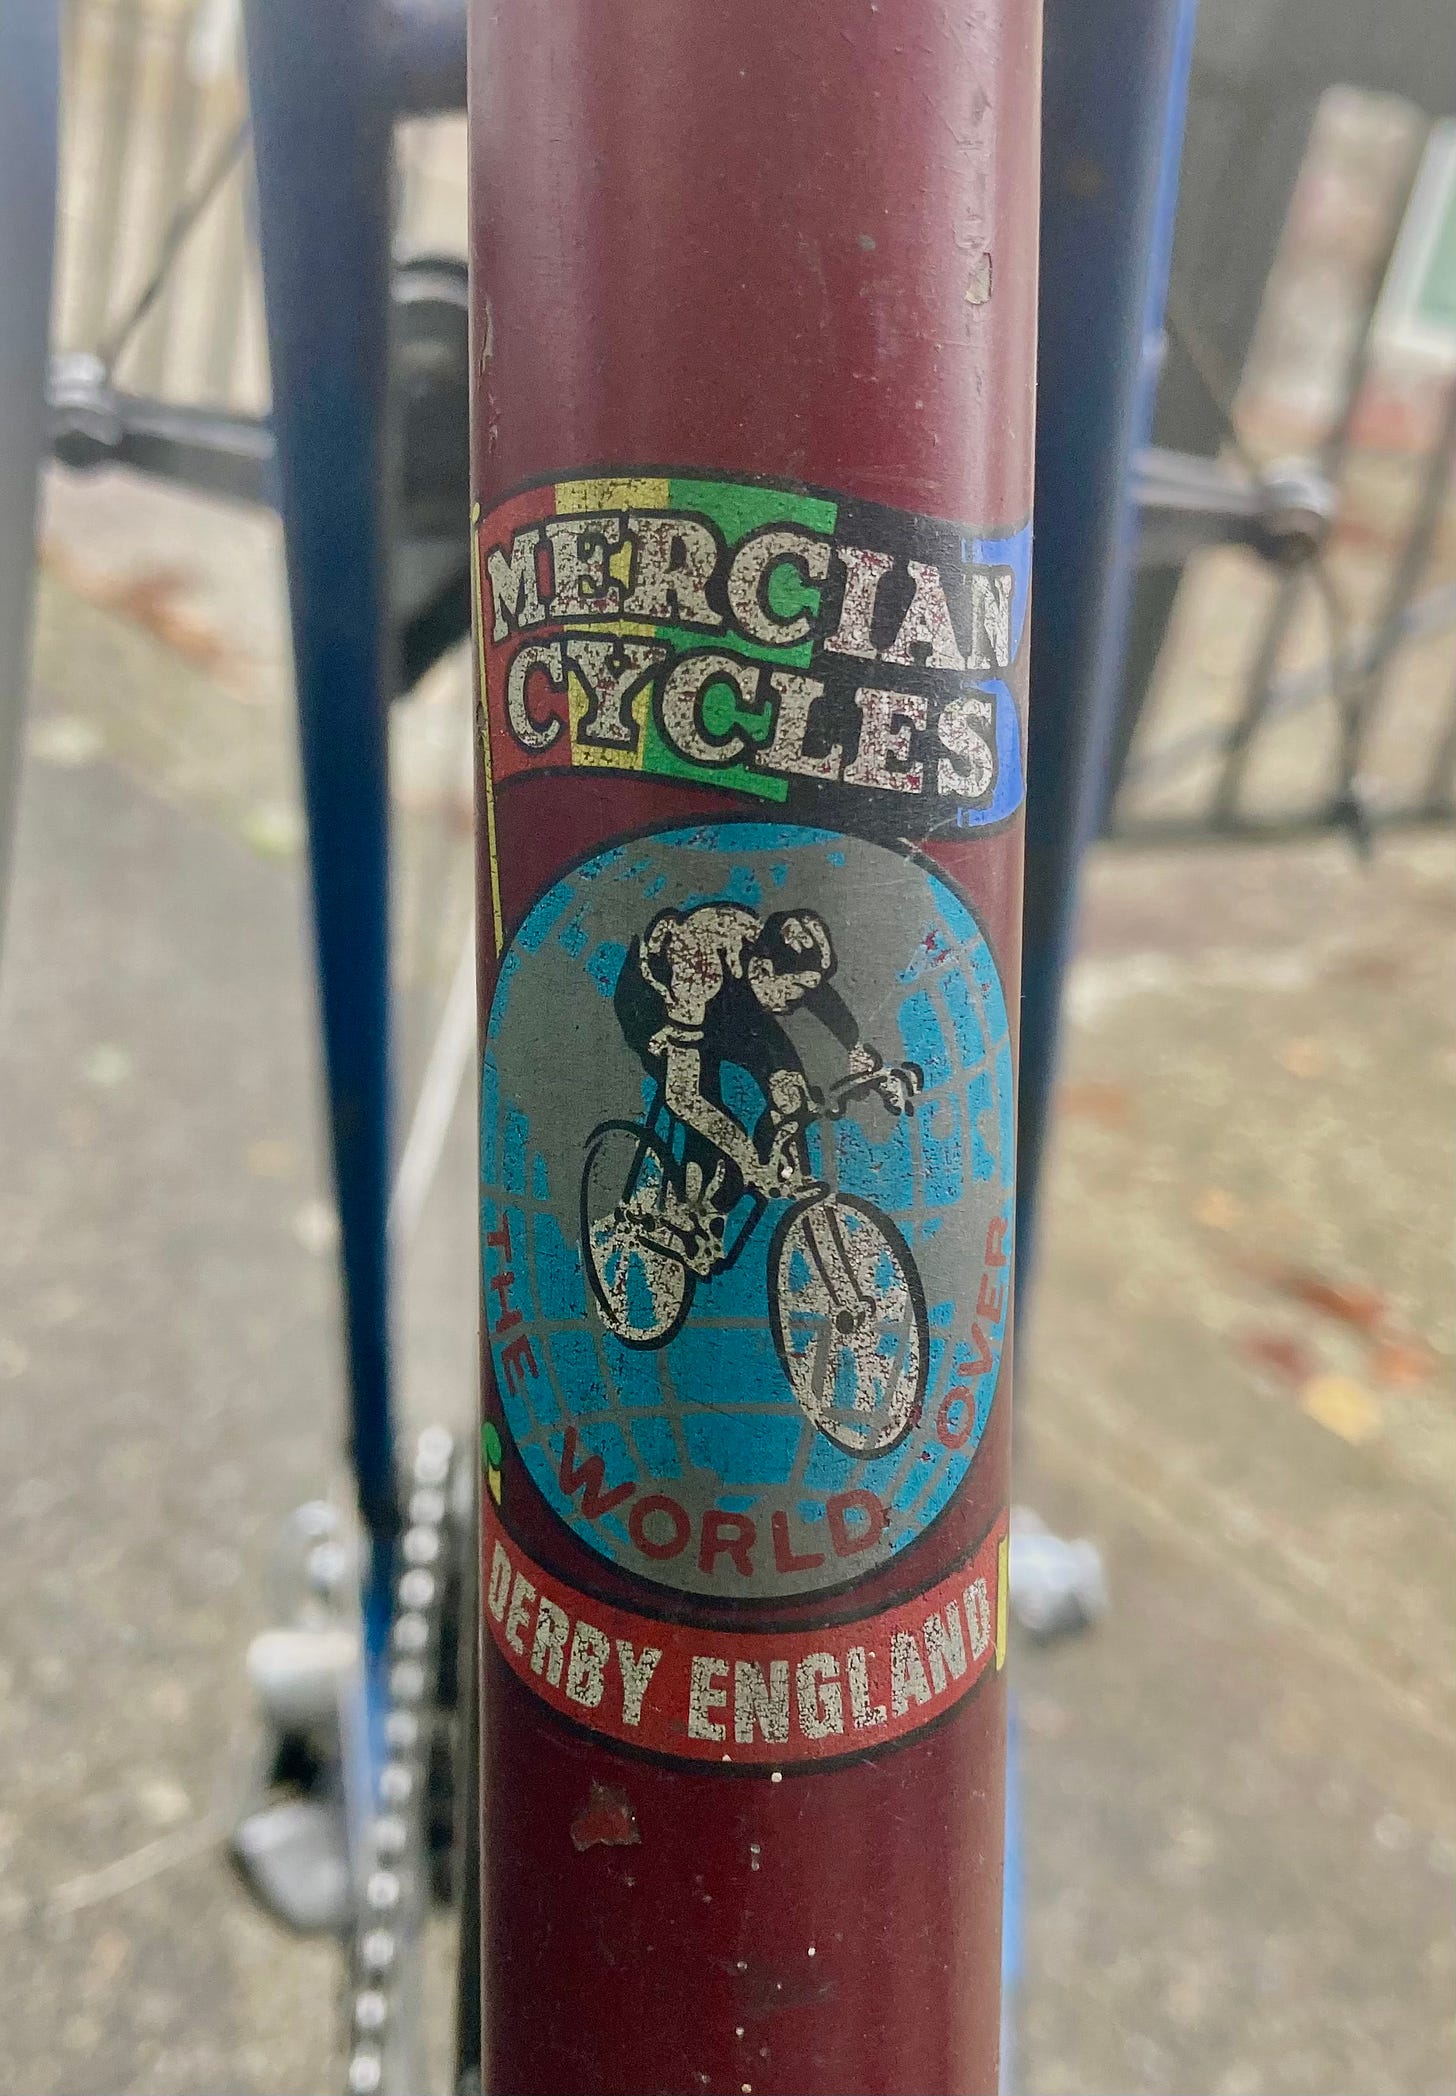 MERCIAN
CYCLES
THE WORLD OVER
DERBY ENGLAND